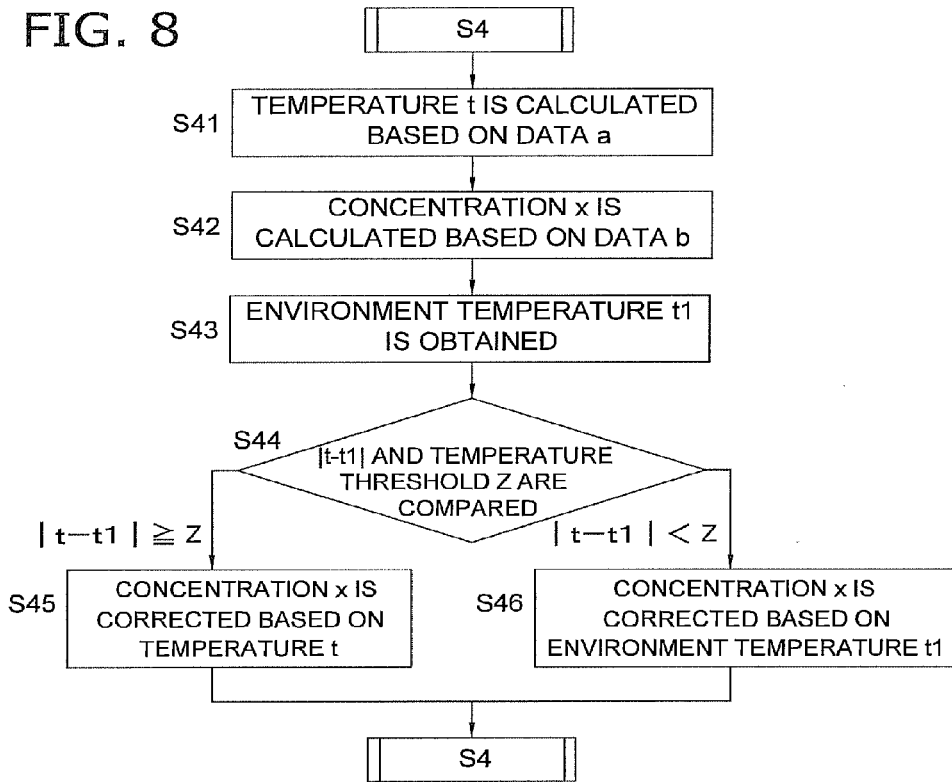 FIG. 8
S4
S41
TEMPERATURE t IS CALCULATED
BASED ON DATA a
S42
CONCENTRATION x IS
CALCULATED BASED ON DATA b
S43
ENVIRONMENT TEMPERATURE t1
IS OBTAINED
S44
|t-t1| AND TEMPERATURE
THRESHOLD Z ARE
COMPARED
| t-t1 | ≧ Z
| t-t1 | < Z
S45
CONCENTRATION x IS
CORRECTED BASED ON
TEMPERATURE t
S46
CONCENTRATION x IS
CORRECTED BASED ON
ENVIRONMENT TEMPERATURE t1
S4